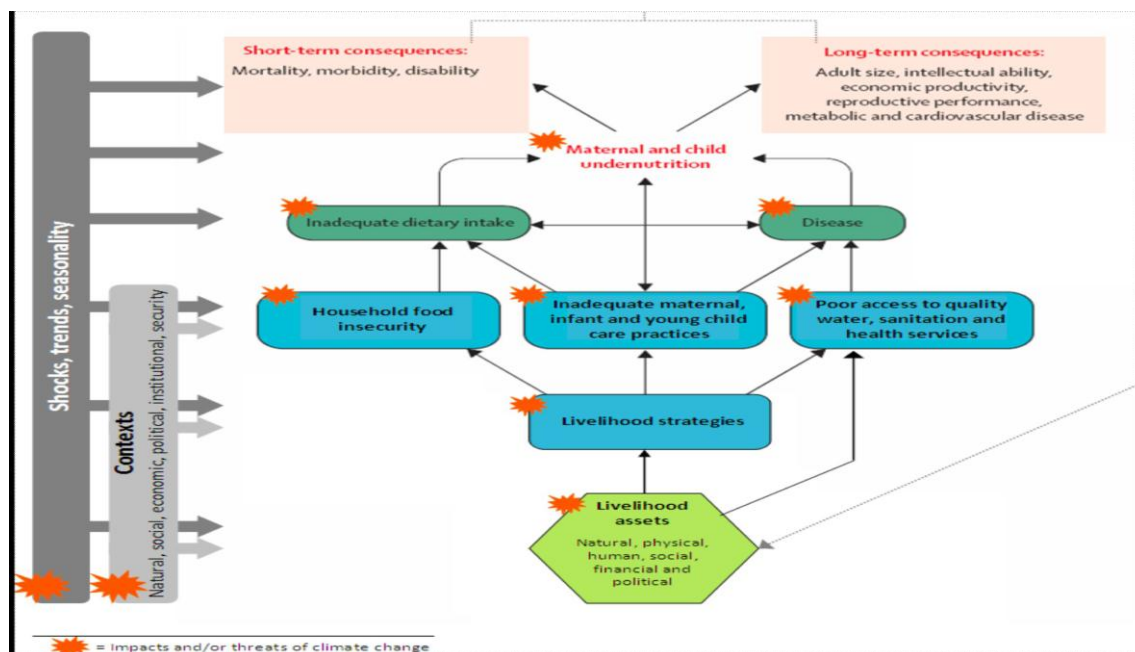 Short-term consequences:
Mortality, morbidity, disability
Long-term consequences:
Adult size, intellectual ability,
economic productivity,
reproductive performance,
metabolic and cardiovascular disease
Maternal and child
undernutrition
Inadequate dietary intake
Disease
Household food
insecurity
Inadequate maternal,
infant and young child
care practices
Poor access to quality
water, sanitation and
health services
Livelihood strategies
Livelihood
assets
Natural, physical,
human, social,
financial and
political
Shocks, trends, seasonality
Contexts
Natural, social, economic, political, institutional, security
= Impacts and/or threats of climate change